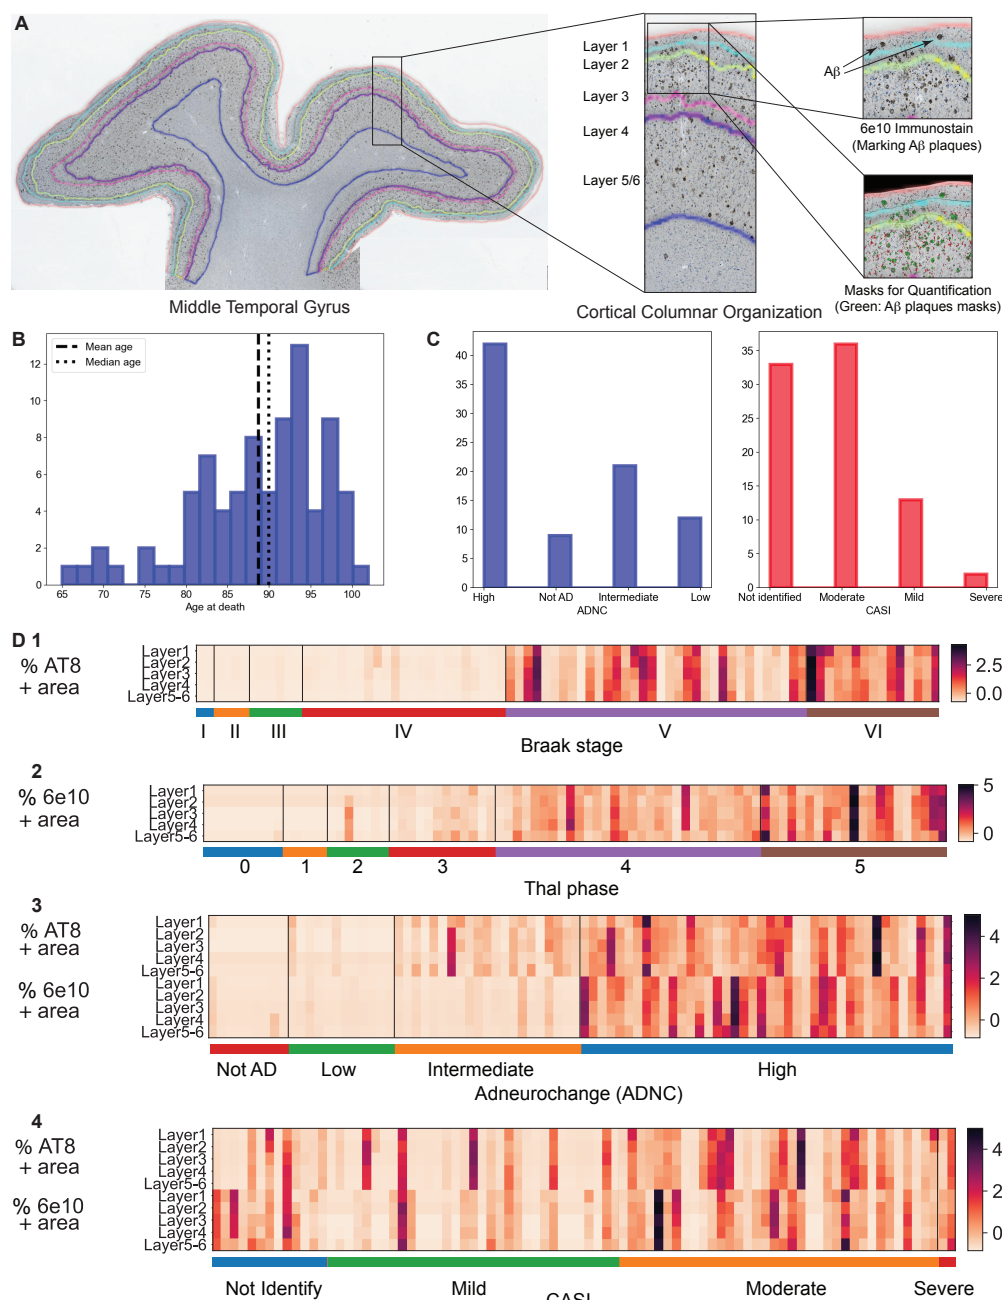 A
Layer 1
Layer 2
Layer 3
Layer 4
Layer 5/6
Aβ
6e10 Immunostain
(Marking Aβ plaques)
Masks for Quantification
(Green: Aβ plaques masks)
Middle Temporal Gyrus
Cortical Columnar Organization
B
Mean age
Median age
12
10
8
6
4
2
0
65 70 75 80 85 90 95 100
Age at death
C
40
35
30
25
20
15
10
5
0
High Not AD Intermediate Low
ADNC
35
30
25
20
15
10
5
0
Not identified Moderate Mild Severe
CASI
D 1
% AT8
+ area
Layer1
Layer2
Layer3
Layer4
Layer5-6
2.5
0.0
I II III IV V VI
Braak stage
2
% 6e10
+ area
Layer1
Layer2
Layer3
Layer4
Layer5-6
5
0
0 1 2 3 4 5
Thal phase
3
% AT8
+ area
Layer1
Layer2
Layer3
Layer4
Layer5-6
% 6e10
+ area
Layer1
Layer2
Layer3
Layer4
Layer5-6
4
2
0
Not AD Low Intermediate High
Adneurochange (ADNC)
4
% AT8
+ area
Layer1
Layer2
Layer3
Layer4
Layer5-6
% 6e10
+ area
Layer1
Layer2
Layer3
Layer4
Layer5-6
4
2
0
Not Identify Mild Moderate Severe
CASI